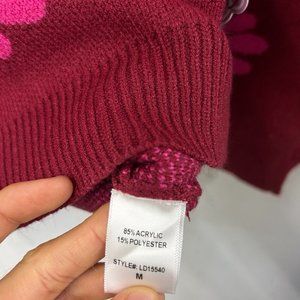 85% ACRYLIC
15% POLYESTER
STYLE#: LD15540
M